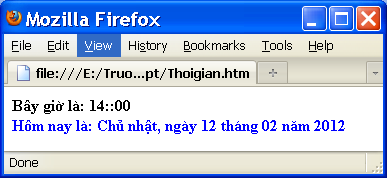 Mozilla Firefox
File Edit View History Bookmarks Tools Help
file:///E:/Truo...pt/Thoigian.htm
Bây giờ là: 14::00
Hôm nay là: Chủ nhật, ngày 12 tháng 02 năm 2012
Done